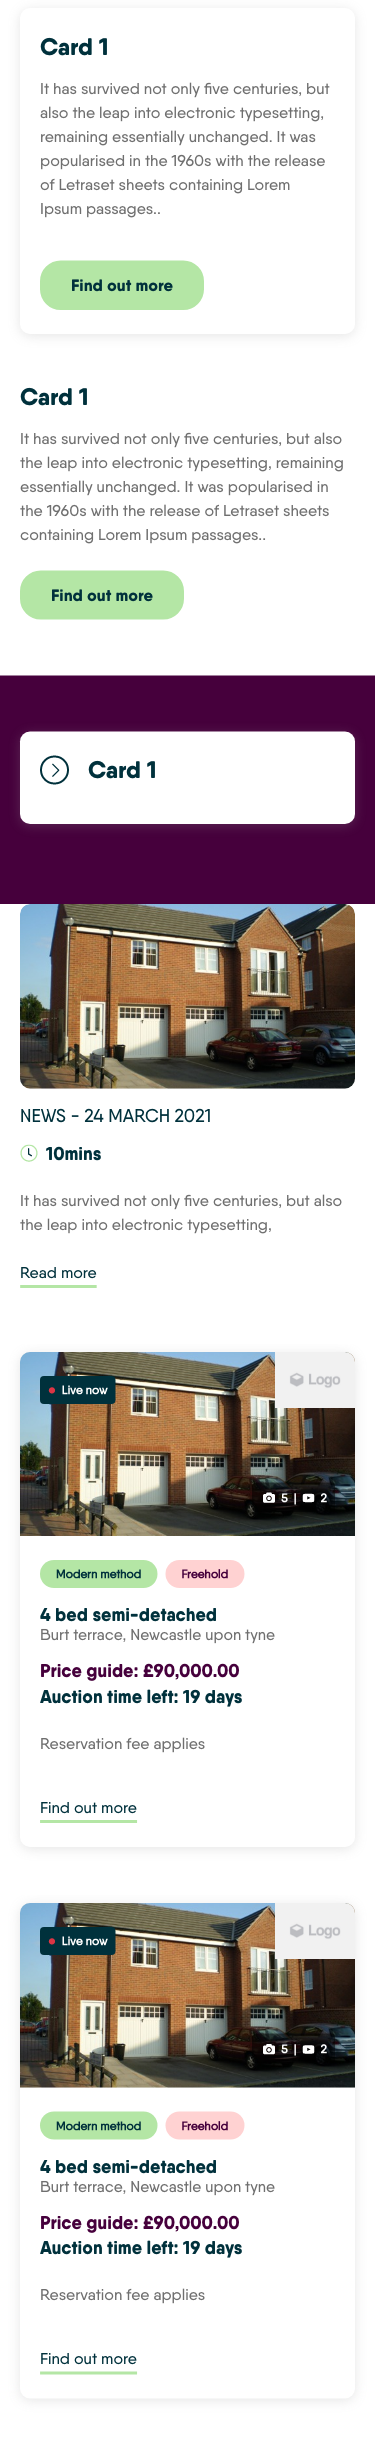 Card 1
It has survived not only five centuries, but
also the leap into electronic typesetting,
remaining essentially unchanged. It was
popularised in the 1960s with the release
of Letraset sheets containing Lorem
Ipsum passages..
Find out more
Card 1
It has survived not only five centuries, but also
the leap into electronic typesetting, remaining
essentially unchanged. It was popularised in
the 1960s with the release of Letraset sheets
containing Lorem Ipsum passages..
Find out more
Card 1
NEWS - 24 MARCH 2021
10mins
It has survived not only five centuries, but also
the leap into electronic typesetting,
Read more
Logo
Live now
5 | 2
Modern method Freehold
4 bed semi-detached
Burt terrace, Newcastle upon tyne
Price guide: £90,000.00
Auction time left: 19 days
Reservation fee applies
Find out more
Logo
Live now
5 | 2
Modern method Freehold
4 bed semi-detached
Burt terrace, Newcastle upon tyne
Price guide: £90,000.00
Auction time left: 19 days
Reservation fee applies
Find out more